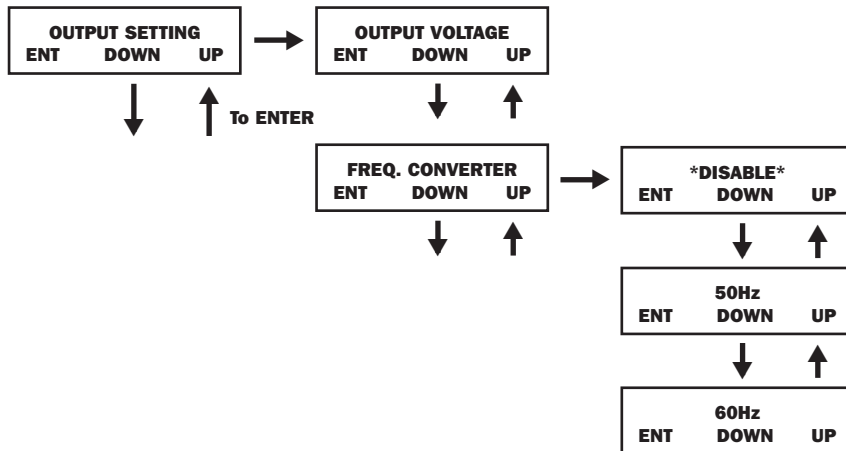 OUTPUT SETTING
ENT DOWN UP
OUTPUT VOLTAGE
ENT DOWN UP
To ENTER
FREQ. CONVERTER
ENT DOWN UP
*DISABLE*
ENT DOWN UP
50Hz
ENT DOWN UP
60Hz
ENT DOWN UP